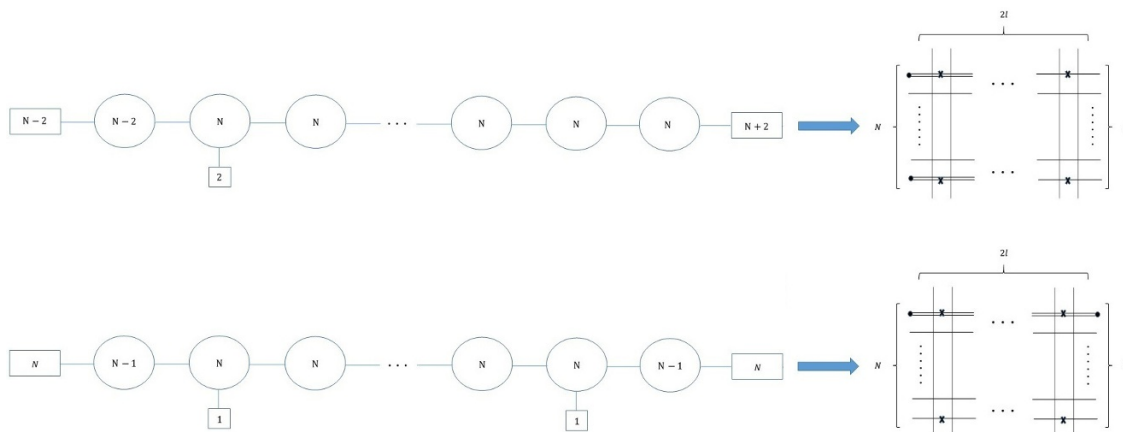 2l
N − 2 N − 2 N N · · · N N N N + 2
N
· · ·
2
· · ·
2l
N N − 1 N N · · · N N N − 1 N
N
· · ·
1 1
· · ·